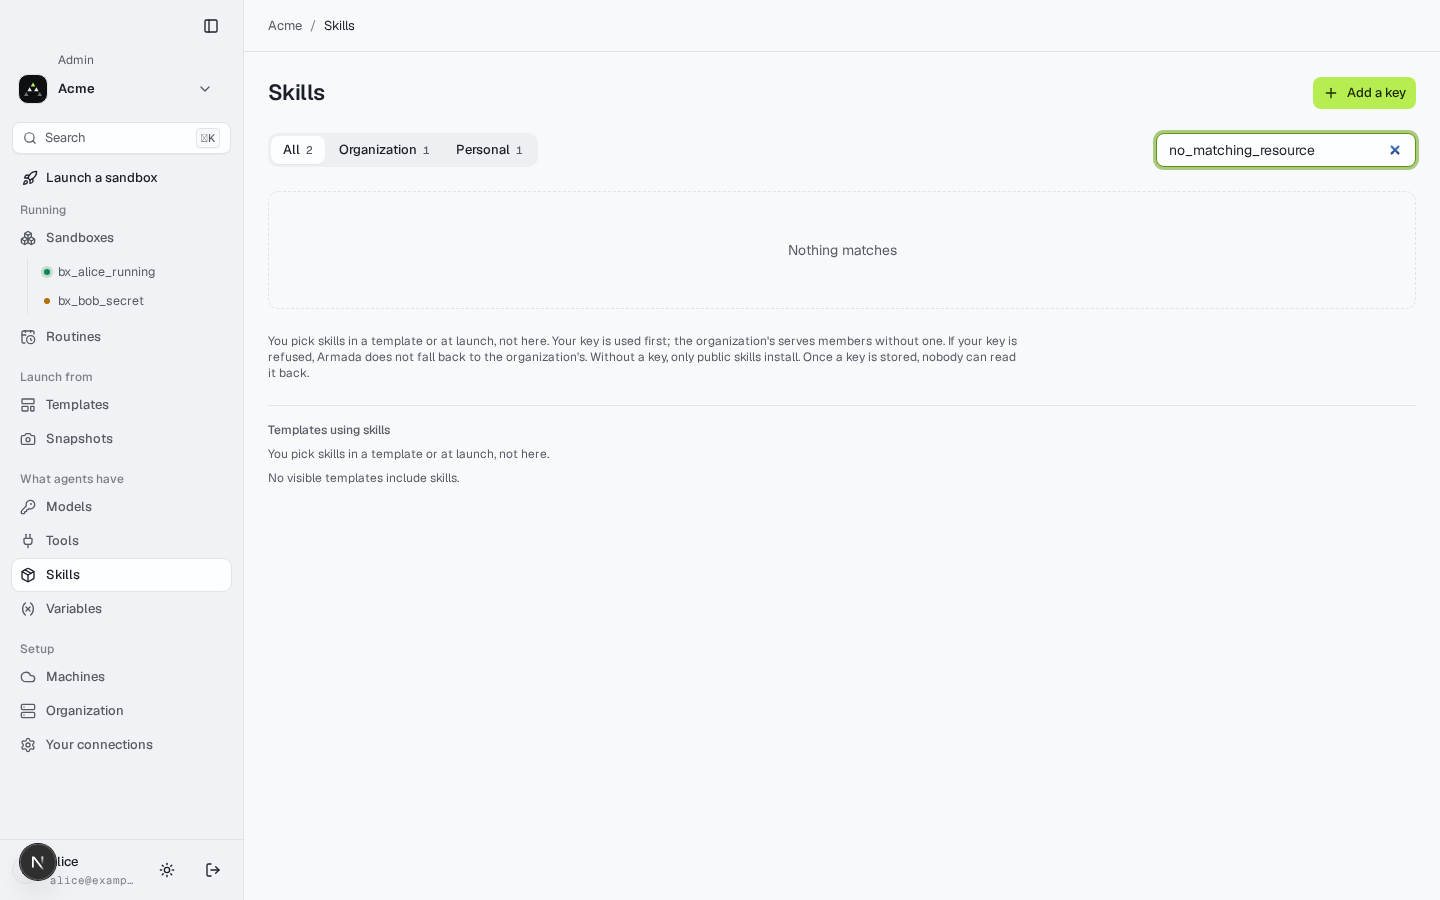 Admin
Acme
Search
K
Launch a sandbox
Running
Sandboxes
bx_alice_running
bx_bob_secret
Routines
Launch from
Templates
Snapshots
What agents have
Models
Tools
Skills
Variables
Setup
Machines
Organization
Your connections
lice
alice@examp…
Acme / Skills
Skills
Add a key
All 2 Organization 1 Personal 1
no_matching_resource
Nothing matches
You pick skills in a template or at launch, not here. Your key is used first; the organization's serves members without one. If your key is
refused, Armada does not fall back to the organization's. Without a key, only public skills install. Once a key is stored, nobody can read
it back.
Templates using skills
You pick skills in a template or at launch, not here.
No visible templates include skills.